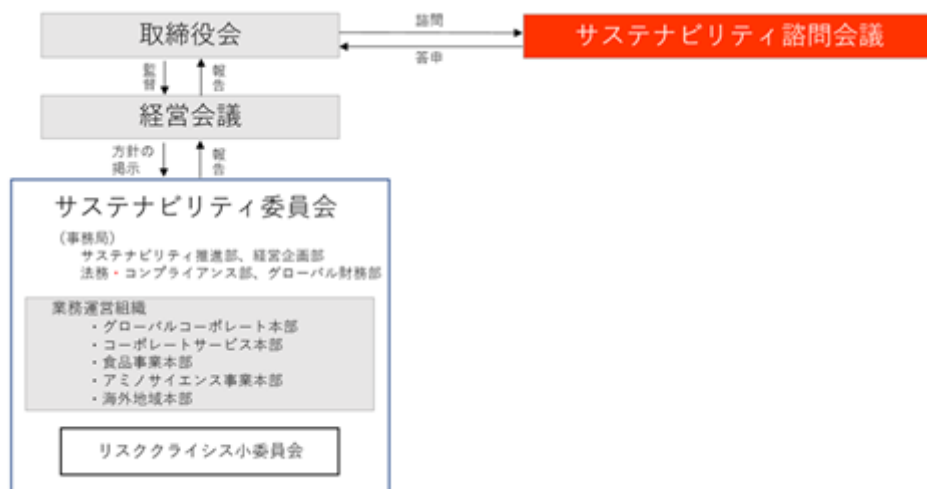 取締役会
諮問
答申
サステナビリティ諮問会議
監督
報告
経営会議
方針の
掲示
報告
サステナビリティ委員会
（事務局）
サステナビリティ推進部、経営企画部
法務・コンプライアンス部、グローバル財務部
業務運営組織
・グローバルコーポレート本部
・コーポレートサービス本部
・食品事業本部
・アミノサイエンス事業本部
・海外地域本部
リスククライシス小委員会